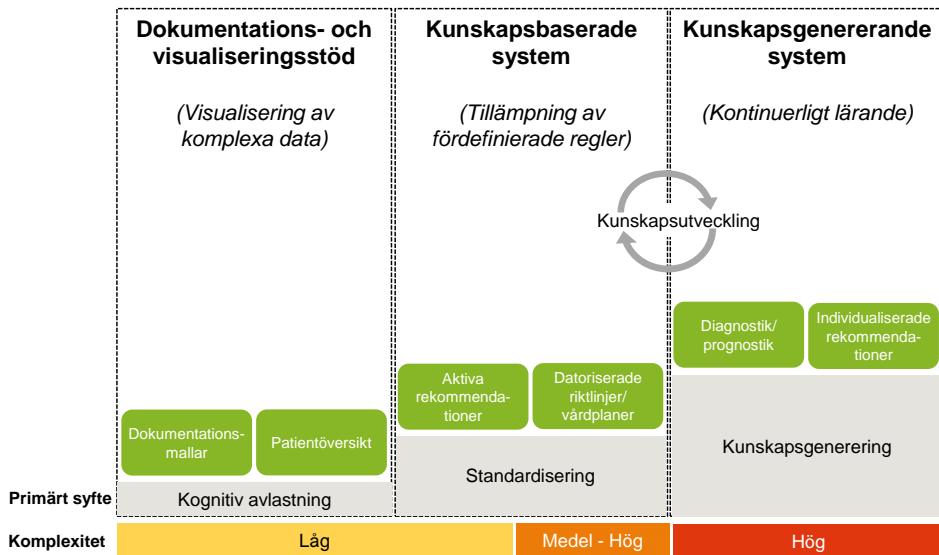 Dokumentations- och
visualiseringsstöd
(Visualisering av
komplexa data)
Kunskapsbaserade
system
(Tillämpning av
fördefinierade regler)
Kunskapsgenererande
system
(Kontinuerligt lärande)
Kunskapsutveckling
Dokumentations-
mallar
Patientöversikt
Aktiva
rekommenda-
tioner
Datoriserade
riktlinjer/
vårdplaner
Diagnostik/
prognostik
Individualiserade
rekommenda-
tioner
Primärt syfte
Kognitiv avlastning
Standardisering
Kunskapsgenerering
Komplexitet
Låg
Medel - Hög
Hög